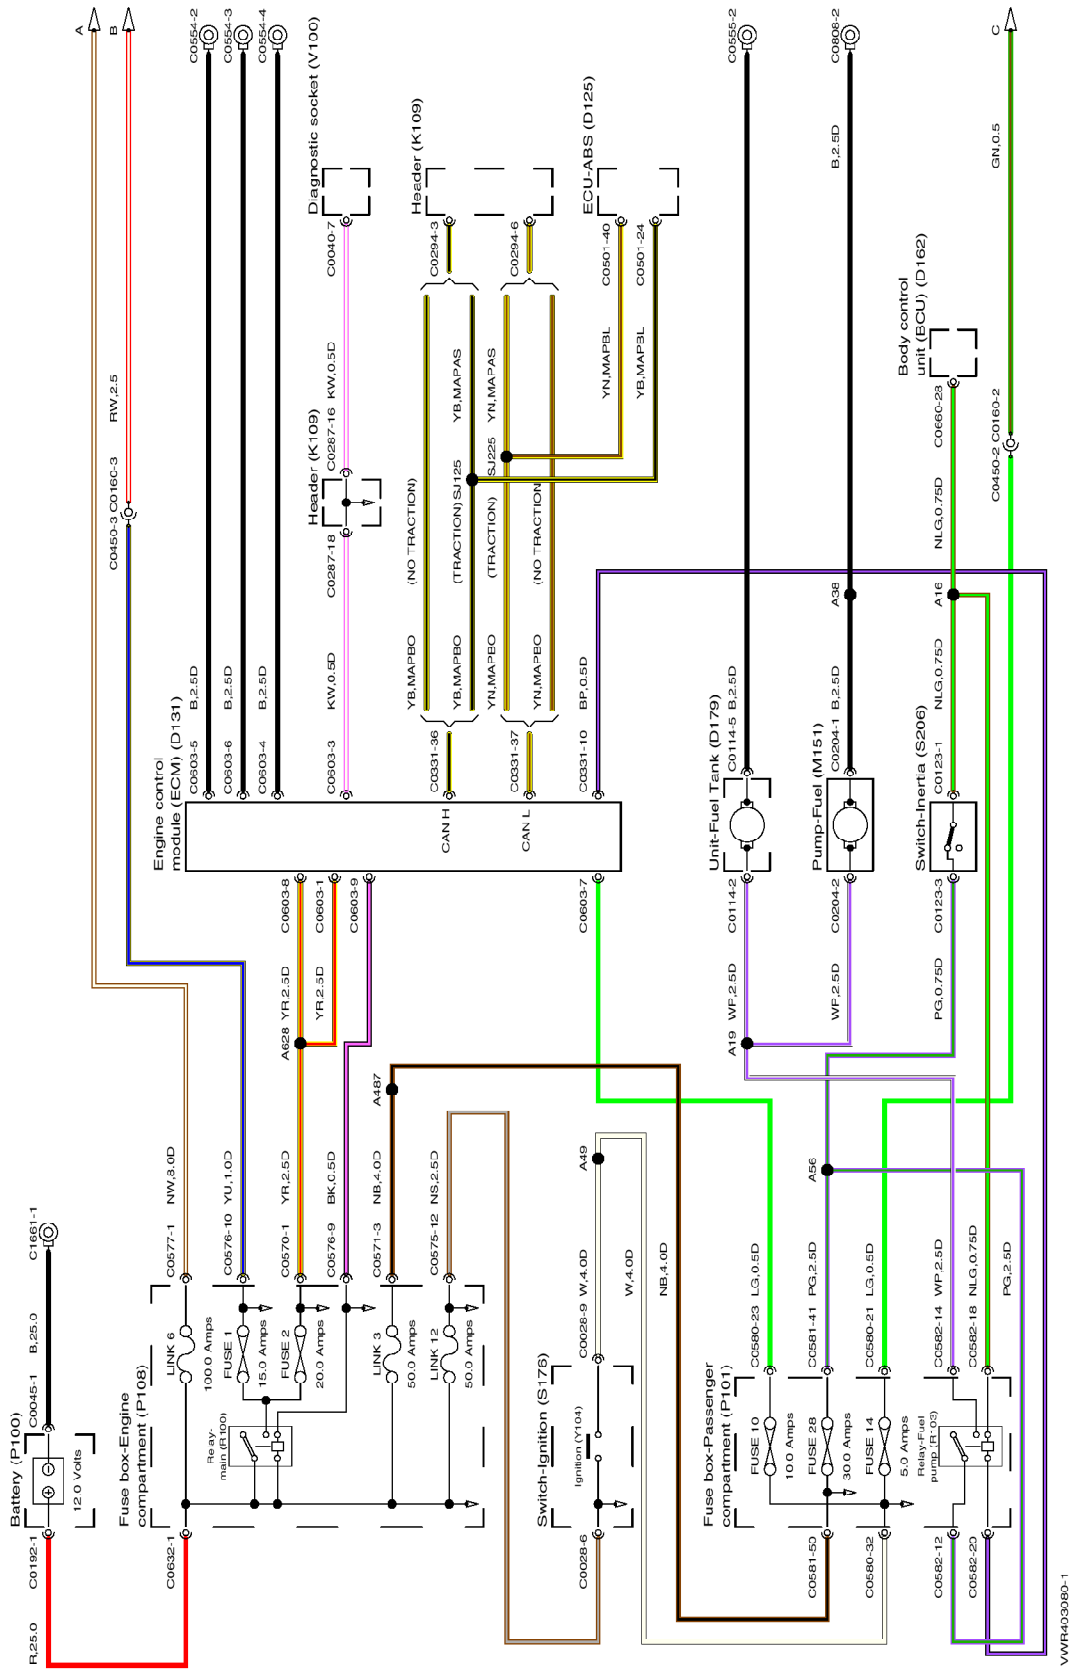 Battery (P100)
12.0 Volts
C0192-1
R,25.0
C0045-1
B,25.0
C1661-1
A
B
RW,2.5
C0450-3
C0160-3
Fuse box-Engine
compartment (P108)
C0632-1
LINK 6
100.0 Amps
FUSE 1
15.0 Amps
FUSE 2
20.0 Amps
LINK 3
50.0 Amps
LINK 12
50.0 Amps
Relay-
main (R100)
C0577-1
NW,3.0D
C0576-10
YU,1.0D
C0570-1
YR,2.5D
C0576-9
BK,0.5D
C0571-3
NB,4.0D
C0575-12
NS,2.5D
A628
YR,2.5D
C0603-8
YR,2.5D
C0603-1
C0603-9
A487
Engine control
module (ECM) (D131)
C0603-5
B,2.5D
C0554-2
C0603-6
B,2.5D
C0554-3
C0603-4
B,2.5D
C0554-4
C0603-3
KW,0.5D
C0287-18
Header (K109)
C0287-16
KW,0.5D
C0040-7
Diagnostic socket (V100)
CAN H
C0331-36
CAN L
C0331-37
YB,MAPBO
(NO TRACTION)
YB,MAPBO
(TRACTION)
SJ125
YB,MAPAS
YN,MAPBO
(TRACTION)
SJ225
YN,MAPAS
YN,MAPBO
(NO TRACTION)
C0294-3
C0294-6
Header (K109)
YN,MAPBL
C0501-40
YB,MAPBL
C0501-24
ECU-ABS (D125)
C0331-10
BP,0.5D
C0603-7
Switch-Ignition (S176)
Ignition (Y104)
C0028-6
C0028-9
W,4.0D
A49
W,4.0D
NB,4.0D
Fuse box-Passenger
compartment (P101)
FUSE 10
10.0 Amps
FUSE 28
30.0 Amps
FUSE 14
5.0 Amps
Relay-Fuel
pump (R103)
C0581-50
C0580-32
C0582-12
C0582-20
C0580-23
LG,0.5D
C0581-41
PG,2.5D
C0580-21
LG,0.5D
C0582-14
WP,2.5D
C0582-18
NLG,0.75D
PG,2.5D
A56
A19
WP,2.5D
C0114-2
WP,2.5D
C0204-2
PG,0.75D
C0123-3
Unit-Fuel Tank (D179)
C0114-5
B,2.5D
C0555-2
Pump-Fuel (M151)
C0204-1
B,2.5D
A38
B,2.5D
C0808-2
Switch-Inertia (S206)
C0123-1
NLG,0.75D
A16
NLG,0.75D
C0660-23
Body control
unit (BCU) (D162)
C0450-2
C0160-2
GN,0.5
C
VWR403080-1